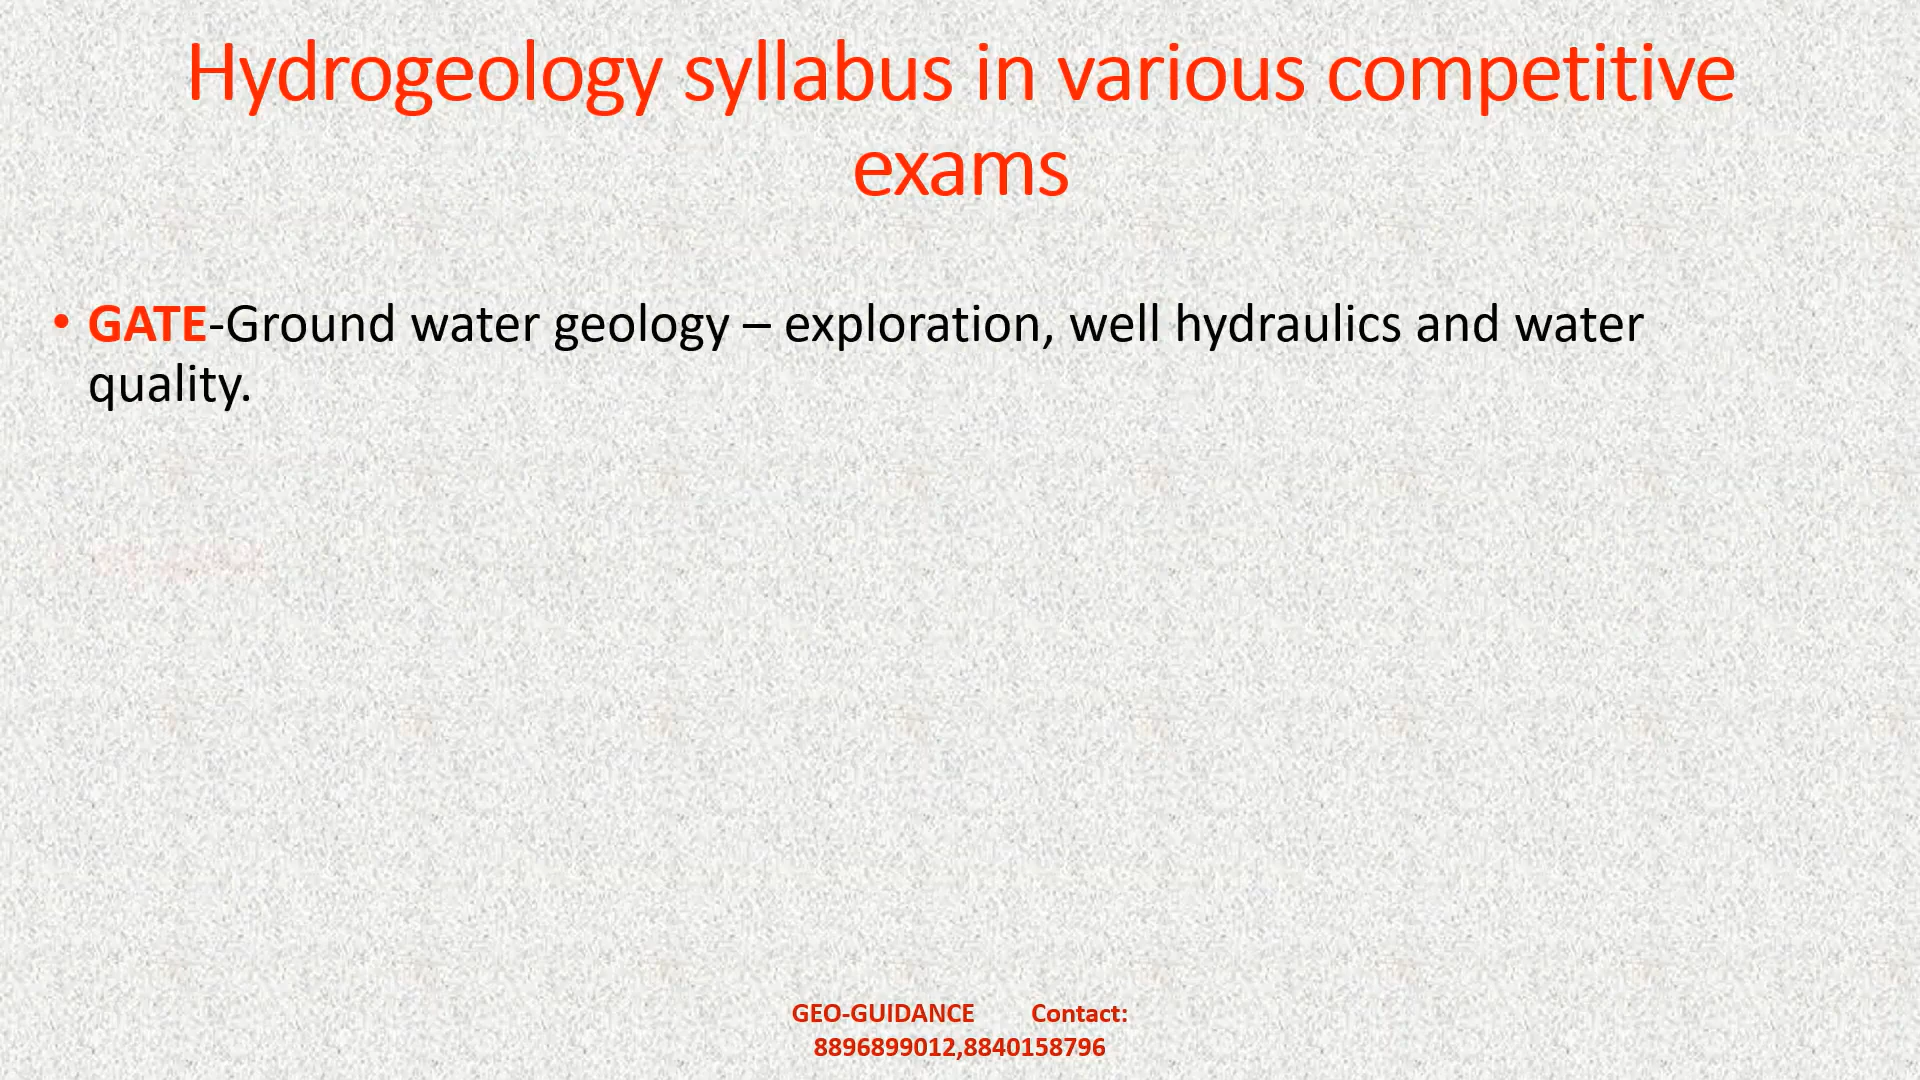 Hydrogeology syllabus in various competitive
exams
• GATE-Ground water geology – exploration, well hydraulics and water
quality.
GEO-GUIDANCE Contact:
8896899012,8840158796